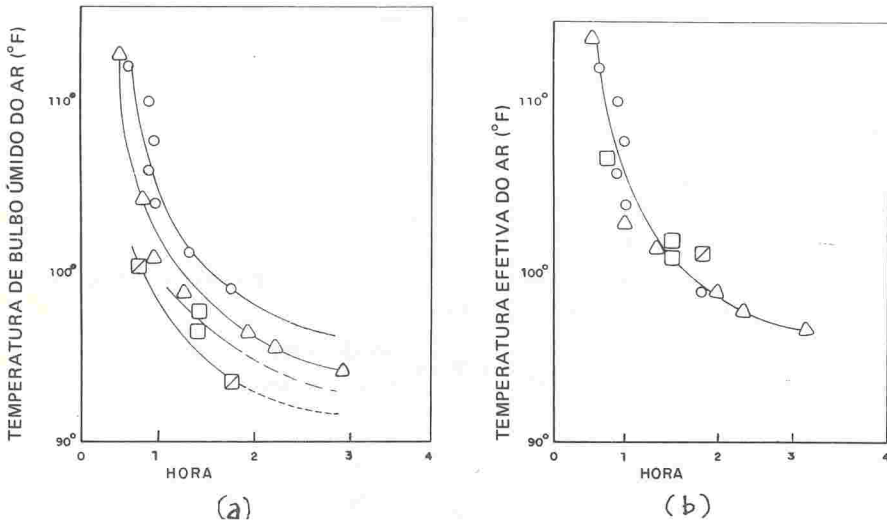 TEMPERATURA DE BULBO ÚMIDO DO AR (°F)
110°
100°
90°
0
1
2
3
4
HORA
(a)
TEMPERATURA EFETIVA DO AR (°F)
110°
100°
90°
0
1
2
3
4
HORA
(b)